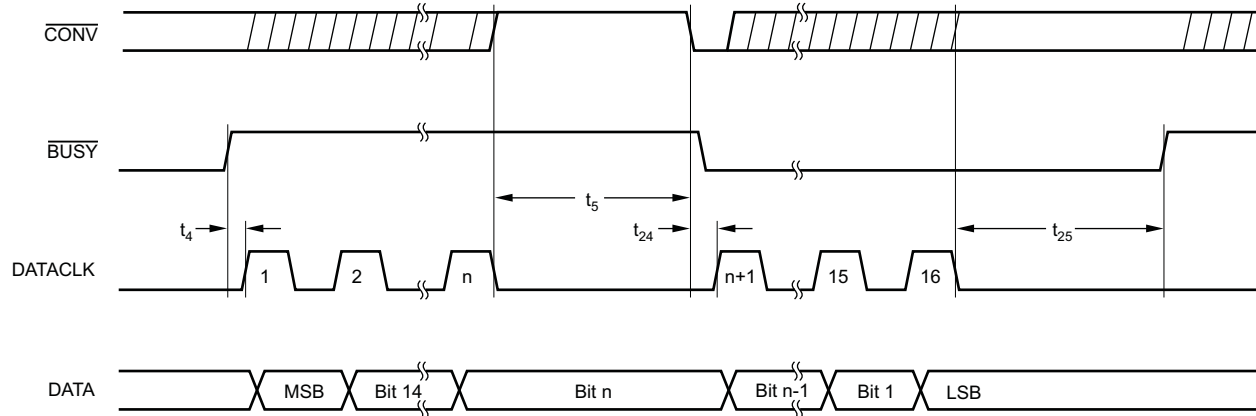 CONV
BUSY
t5
t4
t24
t25
DATACLK
1
2
n
n+1
15
16
DATA
MSB
Bit 14
Bit n
Bit n-1
Bit 1
LSB